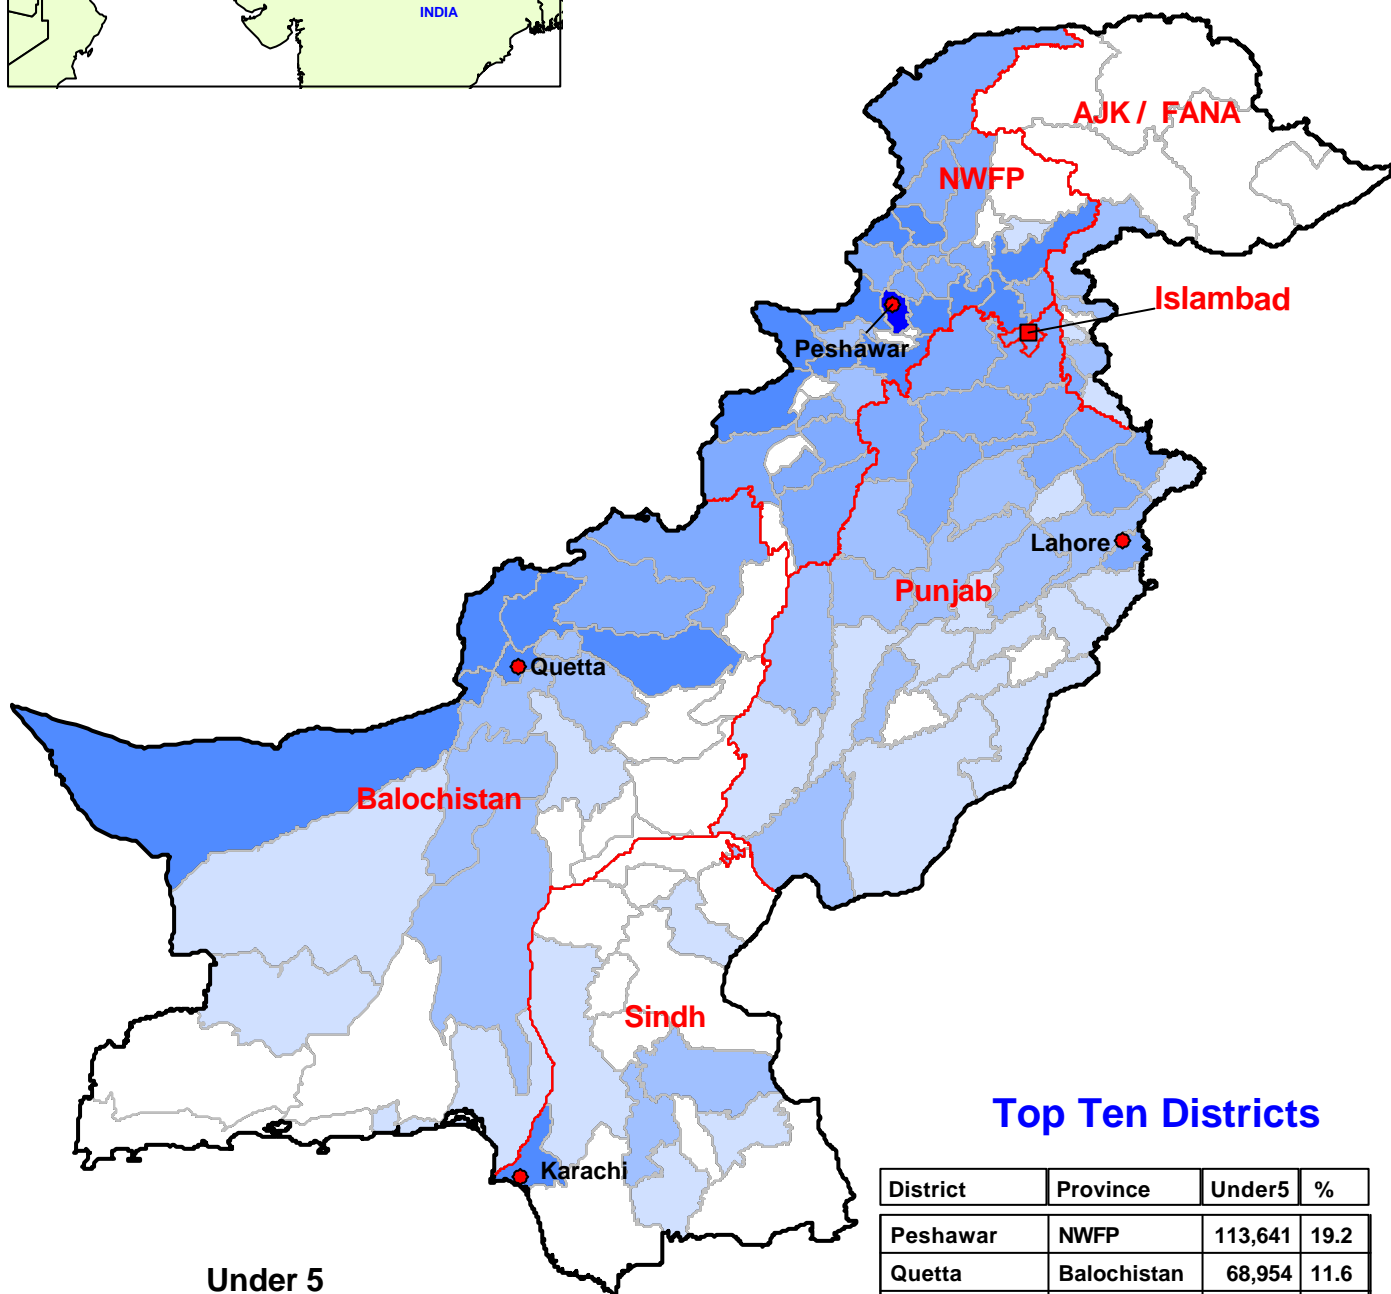 INDIA
AJK / FANA
NWFP
Islambad
Peshawar
Lahore
Punjab
Quetta
Balochistan
Sindh
Karachi
Top Ten Districts
District Province Under5 %
Peshawar NWFP 113,641 19.2
Quetta Balochistan 68,954 11.6
Under 5